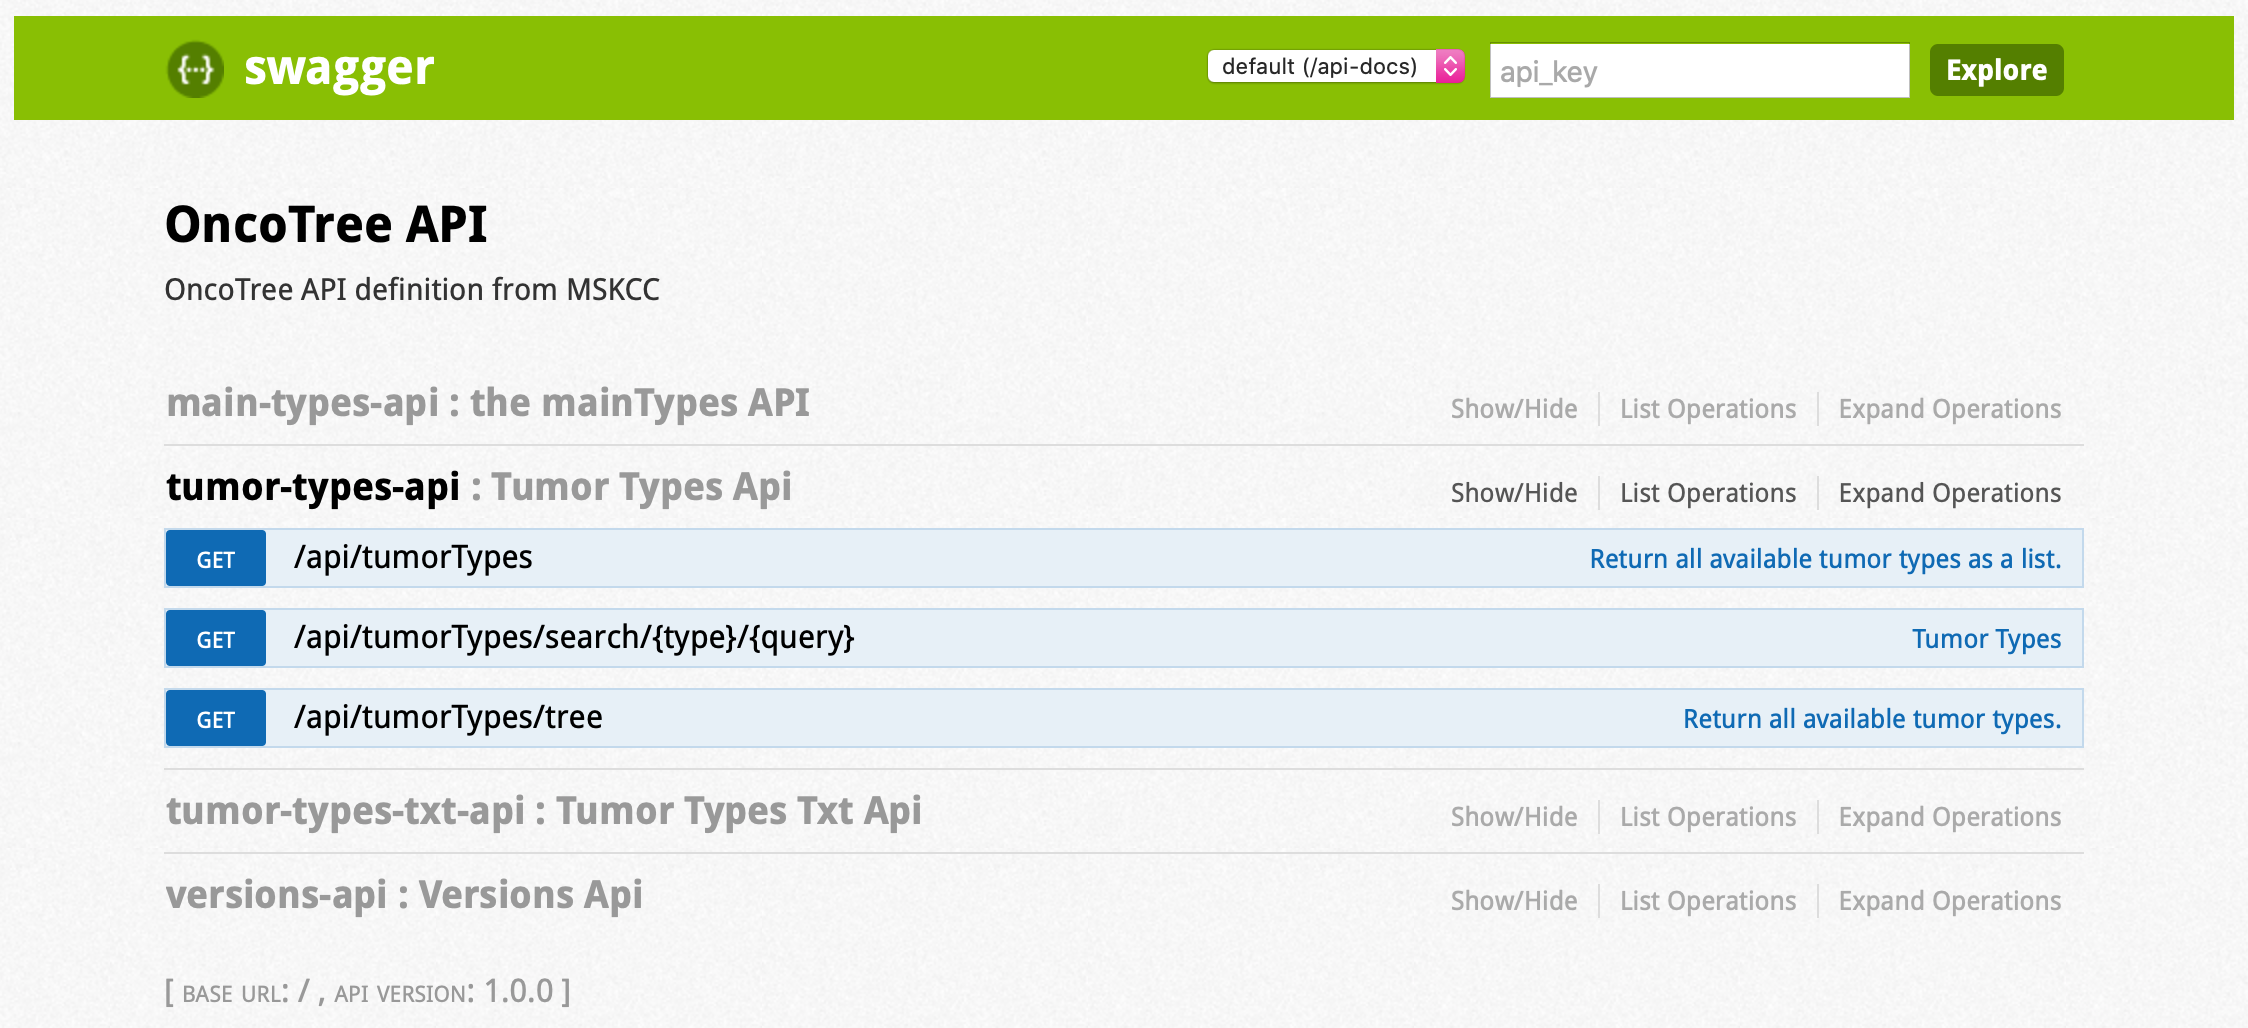 {···} swagger default (/api-docs) api_key Explore
OncoTree API
OncoTree API definition from MSKCC
main-types-api : the mainTypes API Show/Hide List Operations Expand Operations
tumor-types-api : Tumor Types Api Show/Hide List Operations Expand Operations
GET /api/tumorTypes Return all available tumor types as a list.
GET /api/tumorTypes/search/{type}/{query} Tumor Types
GET /api/tumorTypes/tree Return all available tumor types.
tumor-types-txt-api : Tumor Types Txt Api Show/Hide List Operations Expand Operations
versions-api : Versions Api Show/Hide List Operations Expand Operations
[ BASE URL: / , API VERSION: 1.0.0 ]